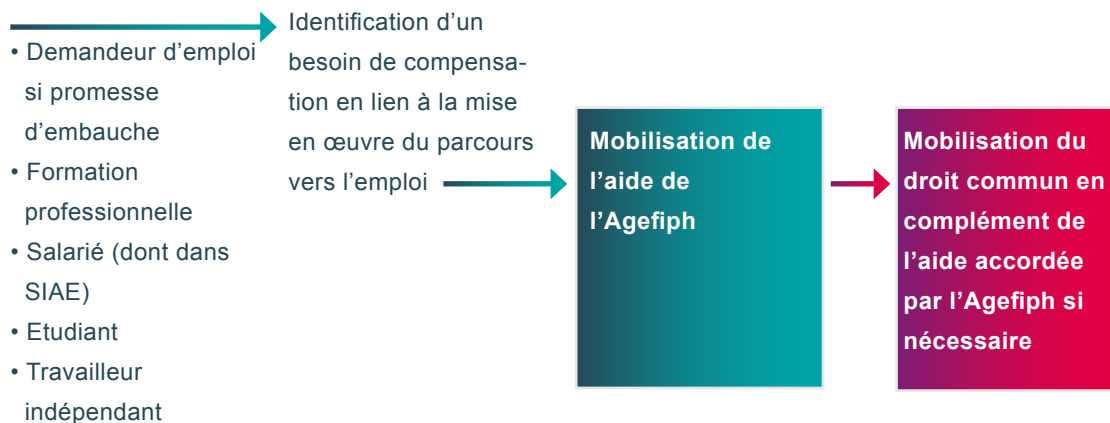 • Demandeur d’emploi
si promesse
d’embauche
• Formation
professionnelle
• Salarié (dont dans
SIAE)
• Etudiant
• Travailleur
indépendant
Identification d’un
besoin de compensa-
tion en lien à la mise
en œuvre du parcours
vers l’emploi
Mobilisation de
l’aide de
l’Agefiph
Mobilisation du
droit commun en
complément de
l’aide accordée
par l’Agefiph si
nécessaire